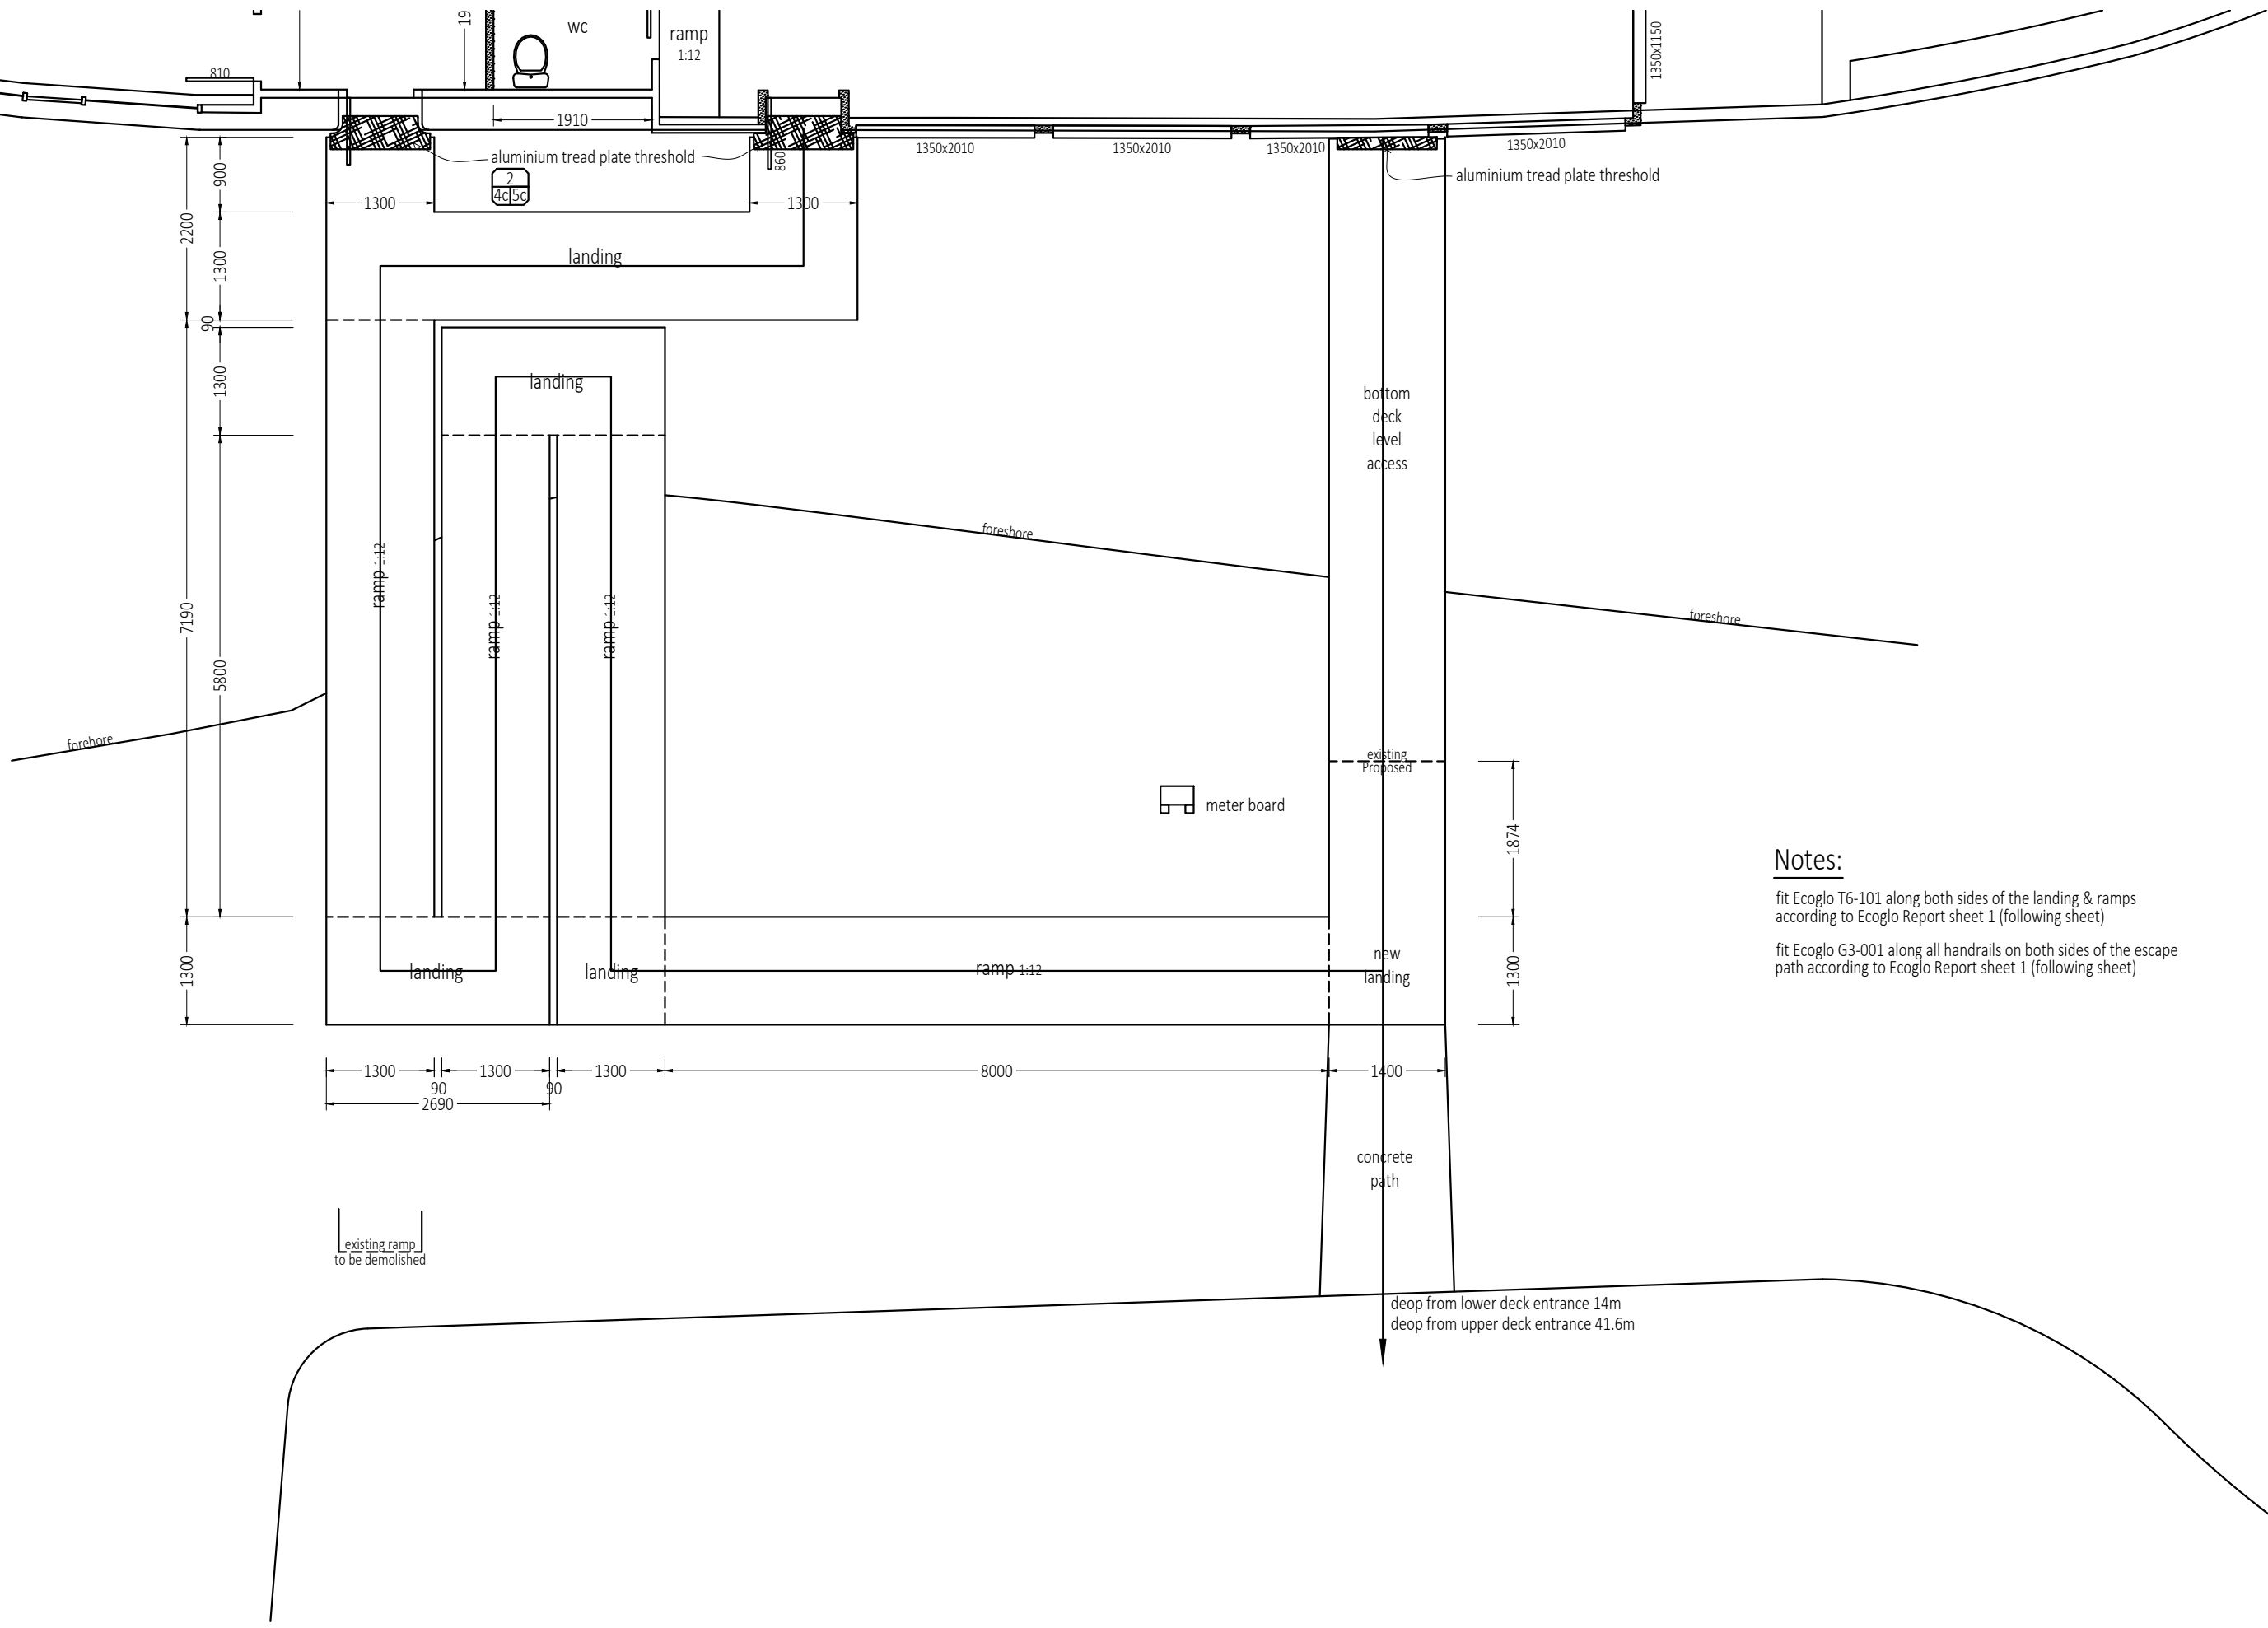 19
wc
ramp
1:12
1350x1150
810
1910
aluminium tread plate threshold
860
1350x2010
1350x2010
1350x2010
1350x2010
aluminium tread plate threshold
2
4c 5c
900
2200
1300
1300
1300
landing
90
1300
landing
bottom
deck
level
access
foreshore
ramp 1:12
ramp 1:12
ramp 1:12
foreshore
7190
5800
forehore
existing
Proposed
meter board
1874
Notes:
fit Ecoglo T6-101 along both sides of the landing & ramps
according to Ecoglo Report sheet 1 (following sheet)
fit Ecoglo G3-001 along all handrails on both sides of the escape
path according to Ecoglo Report sheet 1 (following sheet)
1300
landing
landing
ramp 1:12
new
landing
1300
1300
1300
1300
8000
1400
90
90
2690
concrete
path
existing ramp
to be demolished
deop from lower deck entrance 14m
deop from upper deck entrance 41.6m